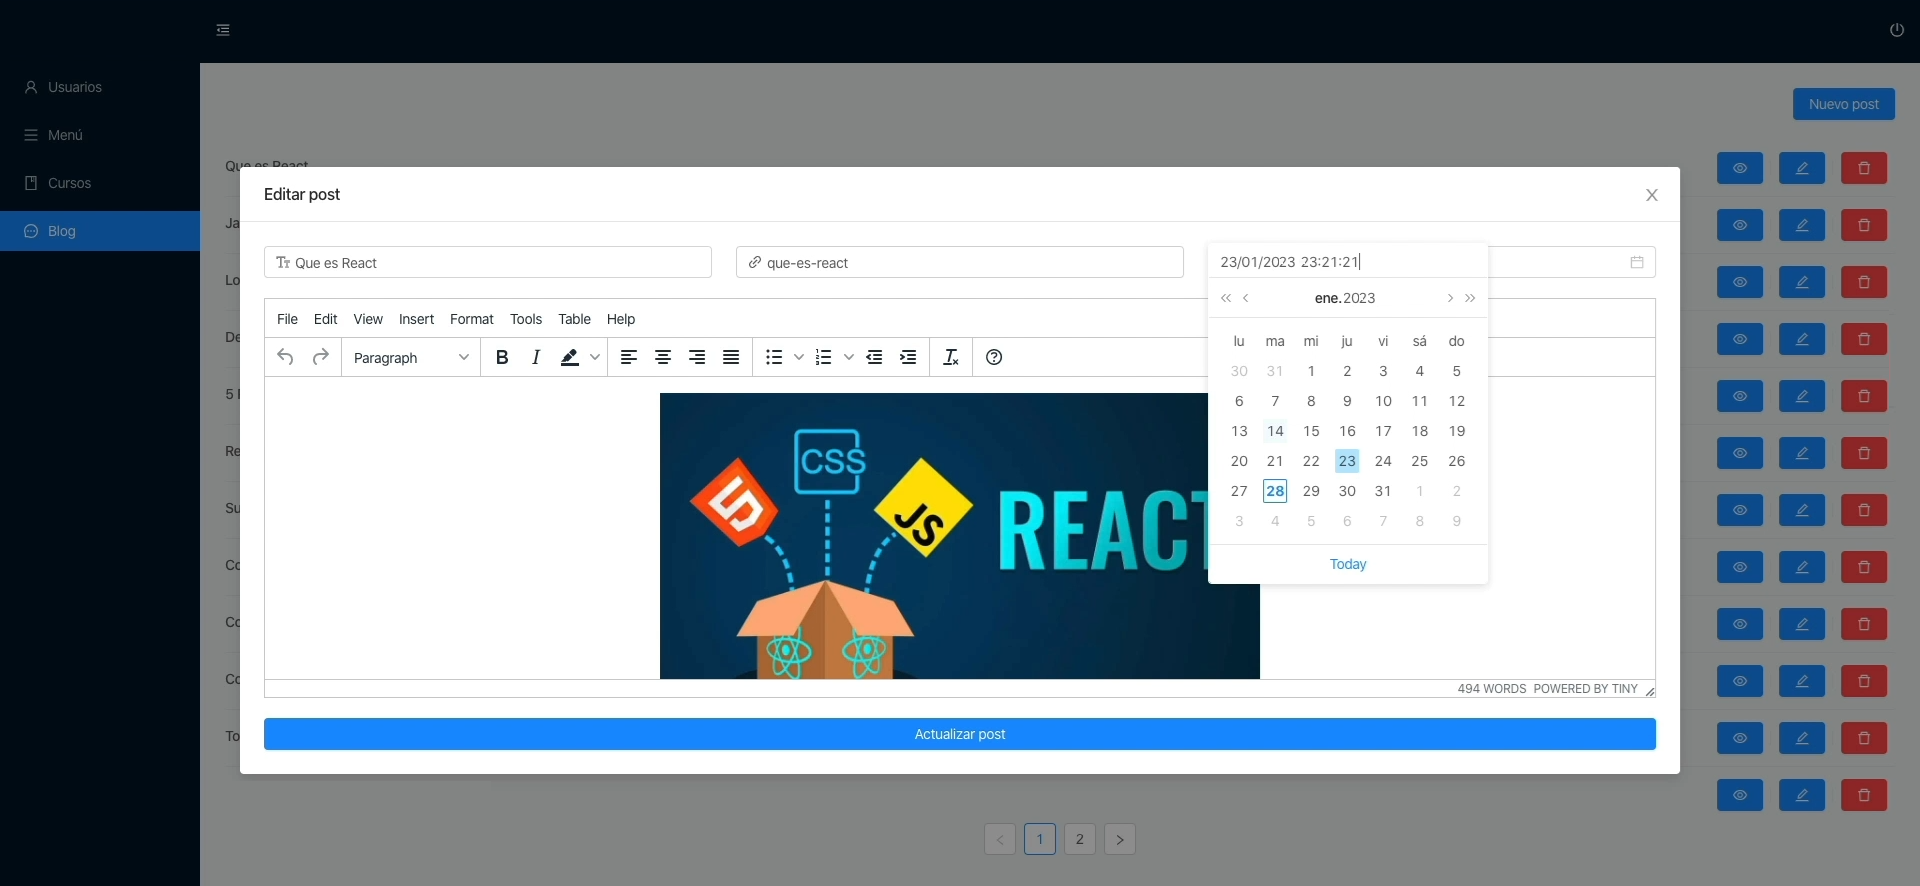 Usuarios
Menú
Cursos
Blog
Nuevo post
Que es React
Ja
Lo
De
5
Re
Su
Co
Co
Co
To
Editar post
Que es React
que-es-react
23/01/2023 23:21:21
File Edit View Insert Format Tools Table Help
Paragraph
B I
ene.2023
lu ma mi ju vi sá do
30 31 1 2 3 4 5
6 7 8 9 10 11 12
13 14 15 16 17 18 19
20 21 22 23 24 25 26
27 28 29 30 31 1 2
3 4 5 6 7 8 9
Today
CSS
JS
REACT
494 WORDS POWERED BY TINY
Actualizar post
1 2